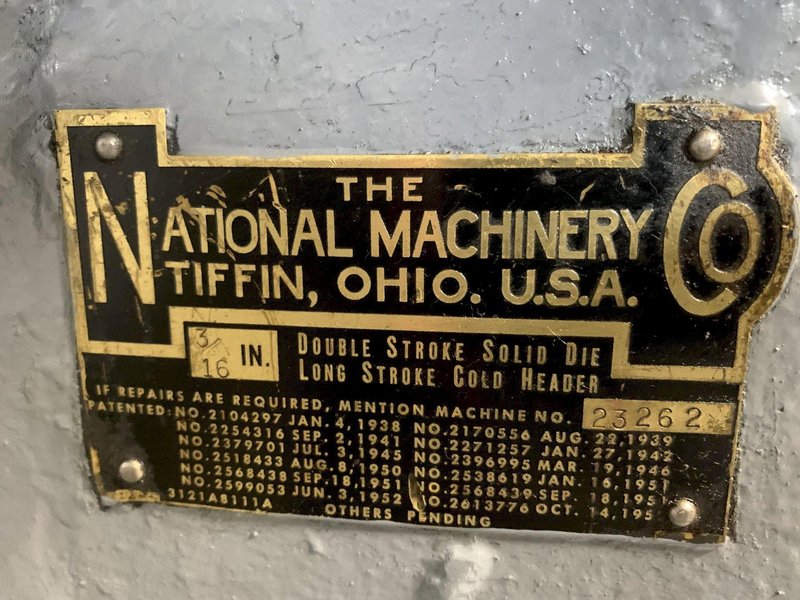 THE
NATIONAL MACHINERY CO
TIFFIN, OHIO. U.S.A.
3/16 IN.
DOUBLE STROKE SOLID DIE
LONG STROKE COLD HEADER
IF REPAIRS ARE REQUIRED, MENTION MACHINE NO. 23262
PATENTED: NO. 2104297 JAN. 4, 1938 NO. 2170556 AUG. 22, 1939
NO. 2254316 SEP. 2, 1941 NO. 2271257 JAN. 27, 1942
NO. 2379701 JUL. 3, 1945 NO. 2396995 MAR. 19, 1946
NO. 2518433 AUG. 8, 1950 NO. 2538619 JAN. 16, 1951
NO. 2568438 SEP. 18, 1951 NO. 2568439 SEP. 18, 1951
NO. 2599053 JUN. 3, 1952 NO. 2613776 OCT. 14, 195
3121A8111A
OTHERS PENDING